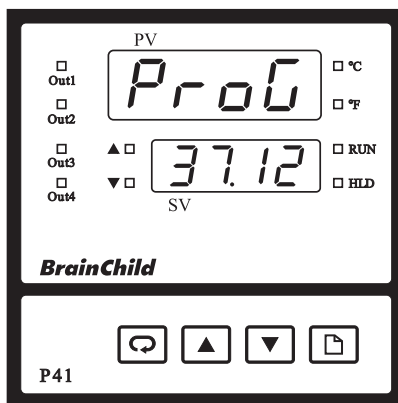 PV
ProG
Out1
Out2
Out3
Out4
°C
°F
▲
▼
37.12
RUN
HLD
SV
BrainChild
P41